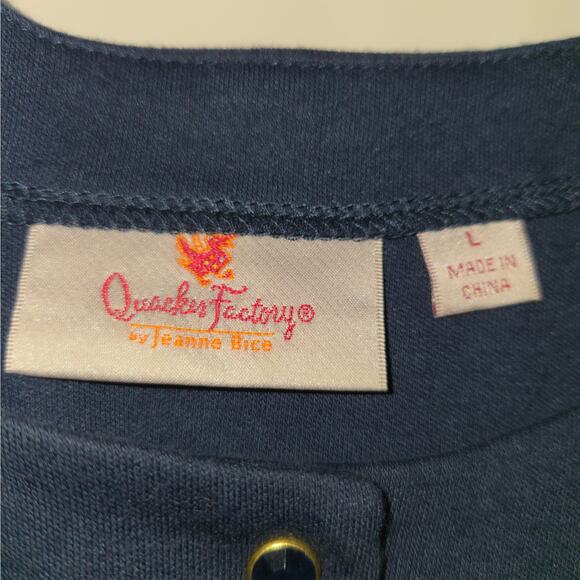 Quacker Factory®
by Jeanne Bice
L
MADE IN
CHINA